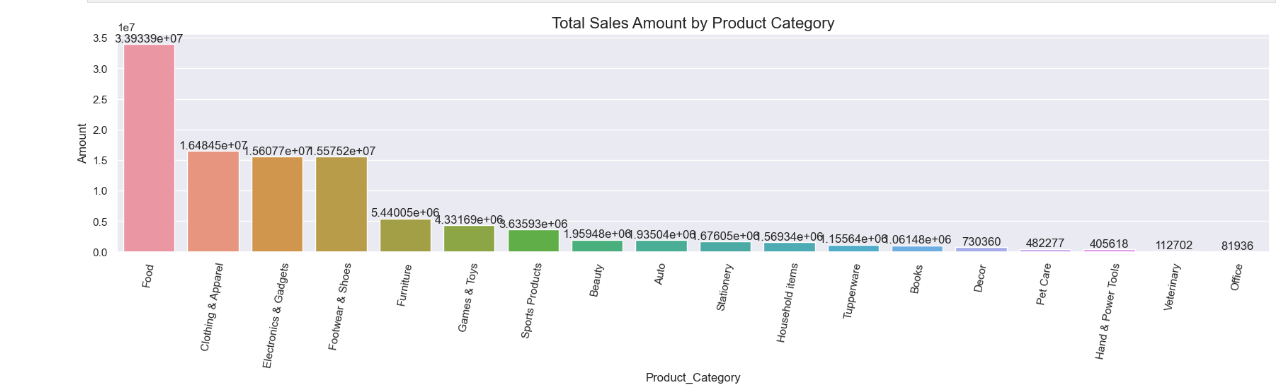 Total Sales Amount by Product Category
1e7
3.5
3.0
2.5
2.0
1.5
1.0
0.5
0.0
Amount
3.39339e+07
1.64845e+07
1.56077e+07
1.55752e+07
5.44005e+06
4.33169e+06
3.63593e+06
1.95948e+06
1.93504e+06
1.67605e+06
1.56934e+06
1.15564e+06
1.06148e+06
730360
482277
405618
112702
81936
Food
Clothing & Apparel
Electronics & Gadgets
Footwear & Shoes
Furniture
Games & Toys
Sports Products
Beauty
Auto
Stationery
Household items
Tupperware
Books
Decor
Pet Care
Hand & Power Tools
Veterinary
Office
Product_Category